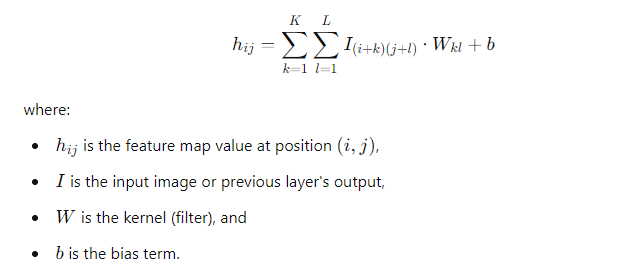 h_{ij} = \sum_{k=1}^{K} \sum_{l=1}^{L} I_{(i+k)(j+l)} \cdot W_{kl} + b
where:
• h_{ij} is the feature map value at position (i, j),
• I is the input image or previous layer's output,
• W is the kernel (filter), and
• b is the bias term.